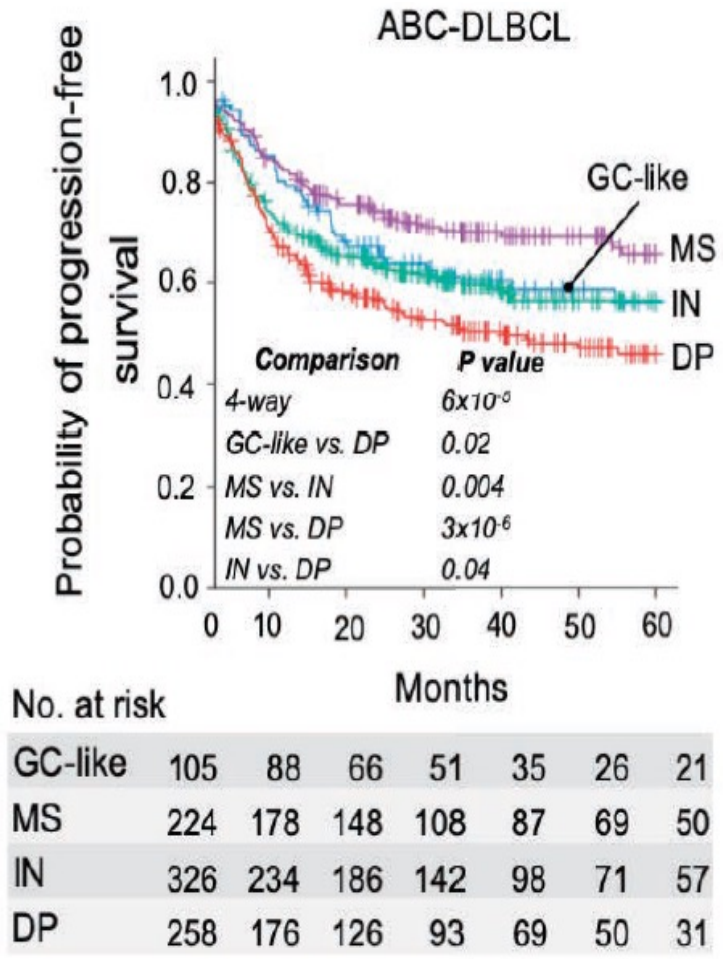 ABC-DLBCL
Probability of progression-free
survival
1.0
0.8
0.6
0.4
0.2
0.0
GC-like
MS
IN
DP
Comparison P value
4-way
GC-like vs. DP 0.02
MS vs. IN 0.004
MS vs. DP 3x10⁻⁶
IN vs. DP 0.04
0 10 20 30 40 50 60
Months
No. at risk
GC-like 105 88 66 51 35 26 21
MS 224 178 148 108 87 69 50
IN 326 234 186 142 98 71 57
DP 258 176 126 93 69 50 31